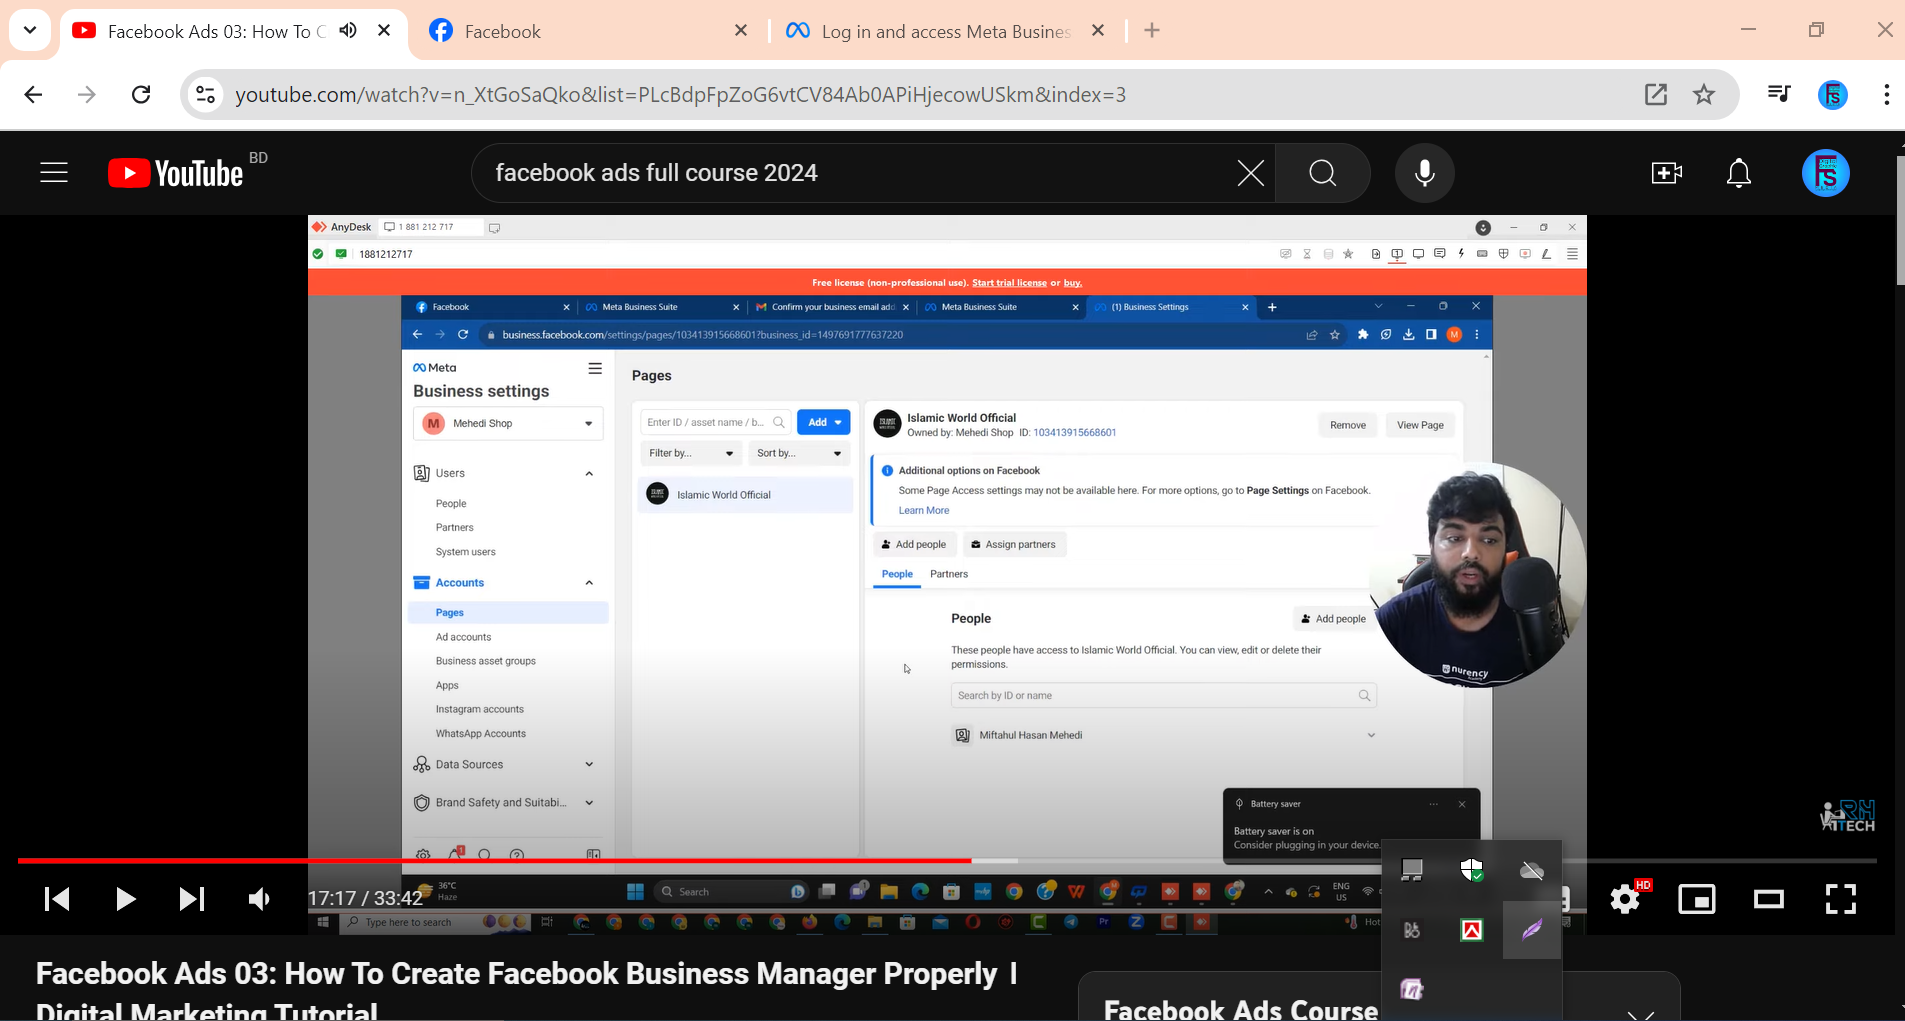 Facebook Ads 03: How To C
Facebook
Log in and access Meta Busines
youtube.com/watch?v=n_XtGoSaQko&list=PLcBdpFpZoG6vtCV84Ab0APiHjecowUSkm&index=3
YouTube BD
facebook ads full course 2024
AnyDesk
1 881 212 717
1881212717
Free license (non-professional use). Start trial license or buy.
Facebook
Meta Business Suite
Confirm your business email add
Meta Business Suite
(1) Business Settings
business.facebook.com/settings/pages/103413915668601?business_id=1497691777637220
M
Meta
Business settings
M Mehedi Shop
Users
People
Partners
System users
Accounts
Pages
Ad accounts
Business asset groups
Apps
Instagram accounts
WhatsApp Accounts
Data Sources
Brand Safety and Suitabi...
Pages
Enter ID / asset name / b...
Add
Filter by...
Sort by...
Islamic World Official
Islamic World Official
Owned by: Mehedi Shop ID: 103413915668601
Remove
View Page
Additional options on Facebook
Some Page Access settings may not be available here. For more options, go to Page Settings on Facebook.
Learn More
Add people
Assign partners
People
Partners
People
Add people
These people have access to Islamic World Official. You can view, edit or delete their
permissions.
Search by ID or name
Miftahul Hasan Mehedi
nurency
Battery saver
Battery saver is on
Consider plugging in your device.
RH
TECH
17:17 / 33:42
36°C
Haze
Search
ENG
US
Type here to search
Hot
HD
Facebook Ads 03: How To Create Facebook Business Manager Properly I
Digital Marketing Tutorial
Facebook Ads Course